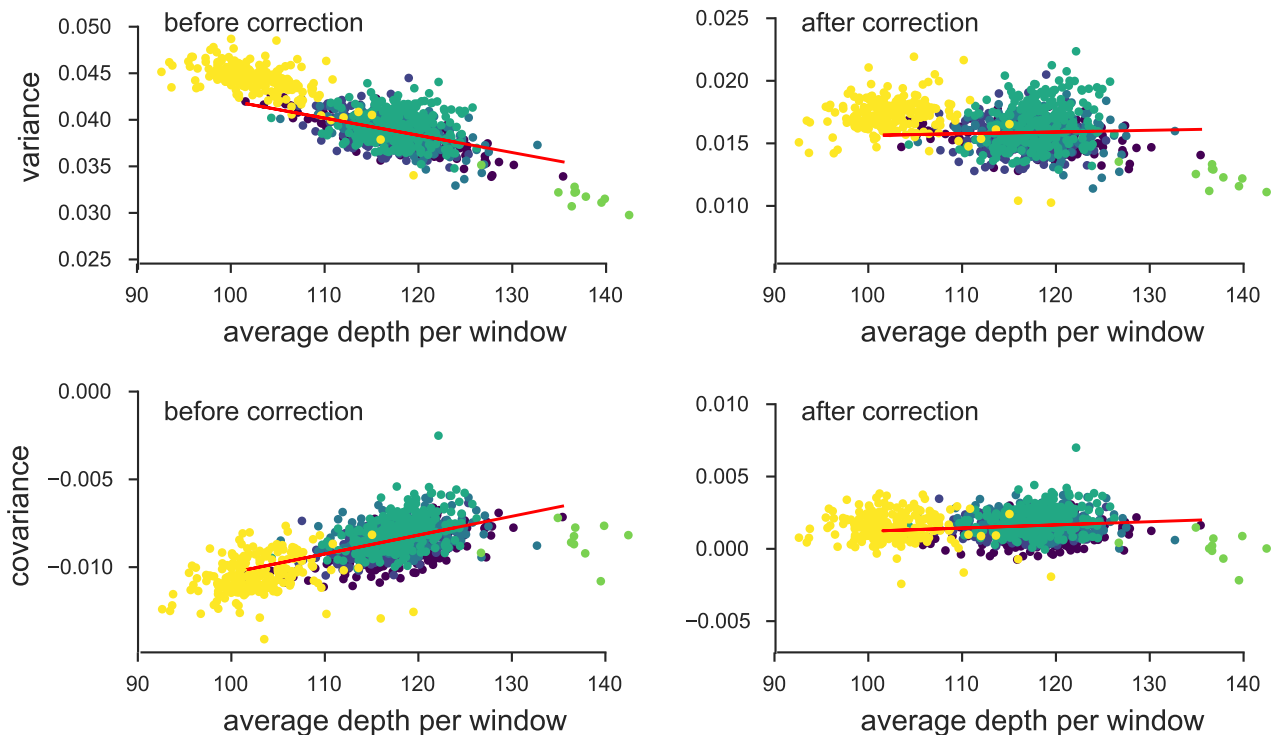 before correction
0.050
0.045
0.040
0.035
0.030
0.025
variance
90 100 110 120 130 140
average depth per window
after correction
0.025
0.020
0.015
0.010
90 100 110 120 130 140
average depth per window
before correction
0.000
−0.005
−0.010
covariance
90 100 110 120 130 140
average depth per window
after correction
0.010
0.005
0.000
−0.005
90 100 110 120 130 140
average depth per window